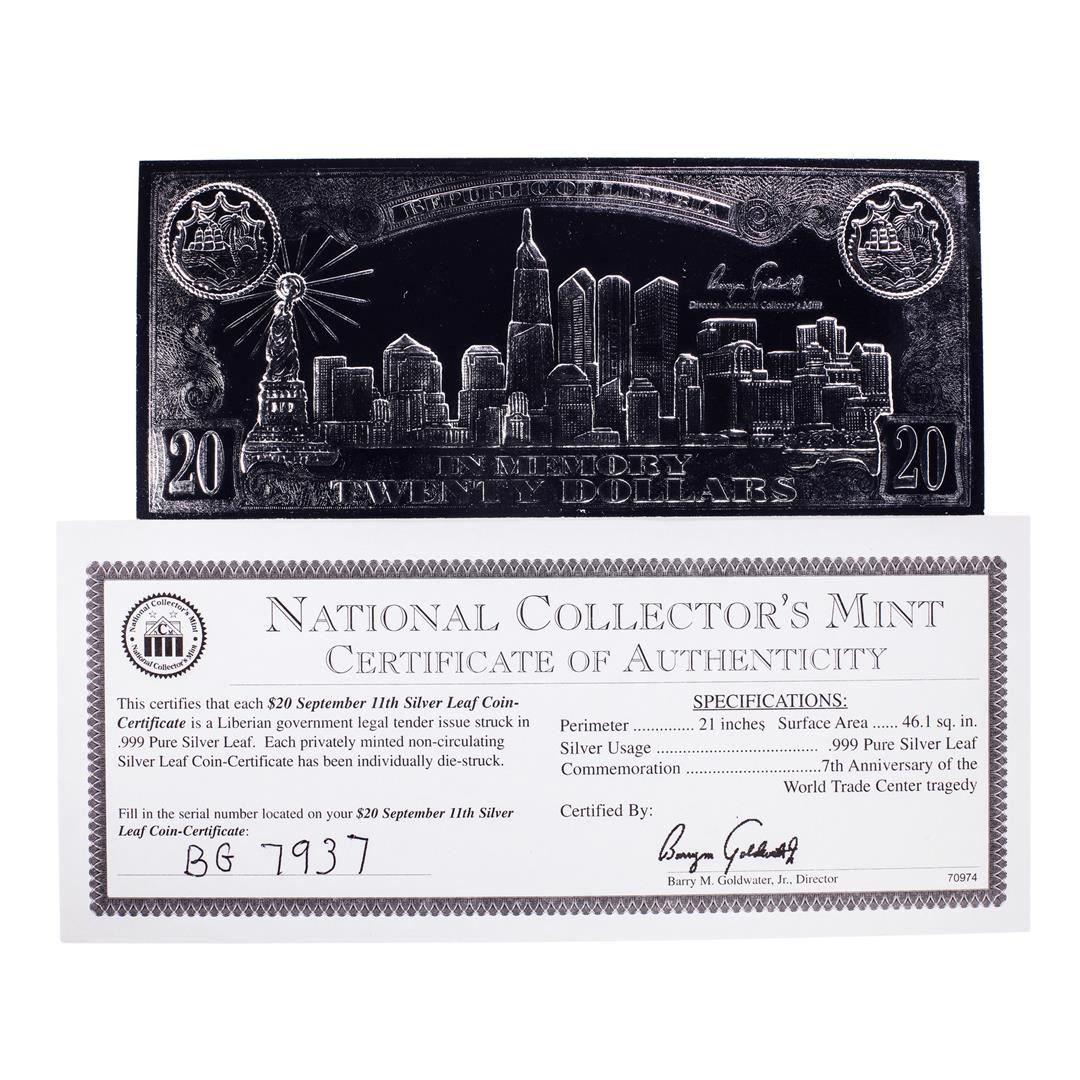 REPUBLIC OF LIBERIA
Director, National Collector's Mint
20
20
IN MEMORY
TWENTY DOLLARS
National Collector's Mint
National Collector's Mint
NATIONAL COLLECTOR'S MINT
CERTIFICATE OF AUTHENTICITY
This certifies that each $20 September 11th Silver Leaf Coin-
Certificate is a Liberian government legal tender issue struck in
.999 Pure Silver Leaf. Each privately minted non-circulating
Silver Leaf Coin-Certificate has been individually die-struck.
Fill in the serial number located on your $20 September 11th Silver
Leaf Coin-Certificate:
BG 7937
SPECIFICATIONS:
Perimeter .............. 21 inches Surface Area ...... 46.1 sq. in.
Silver Usage ..................................... .999 Pure Silver Leaf
Commemoration ...............................7th Anniversary of the
World Trade Center tragedy
Certified By:
Barry M. Goldwater, Jr., Director
70974